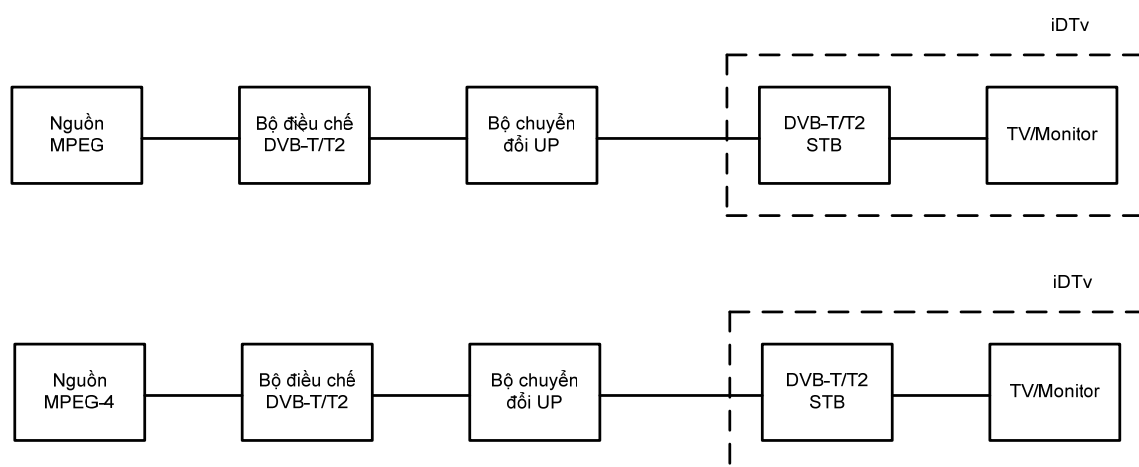 iDTv
Nguồn
MPEG
Bộ điều chế
DVB-T/T2
Bộ chuyển
đổi UP
DVB-T/T2
STB
TV/Monitor
iDTv
Nguồn
MPEG-4
Bộ điều chế
DVB-T/T2
Bộ chuyển
đổi UP
DVB-T/T2
STB
TV/Monitor